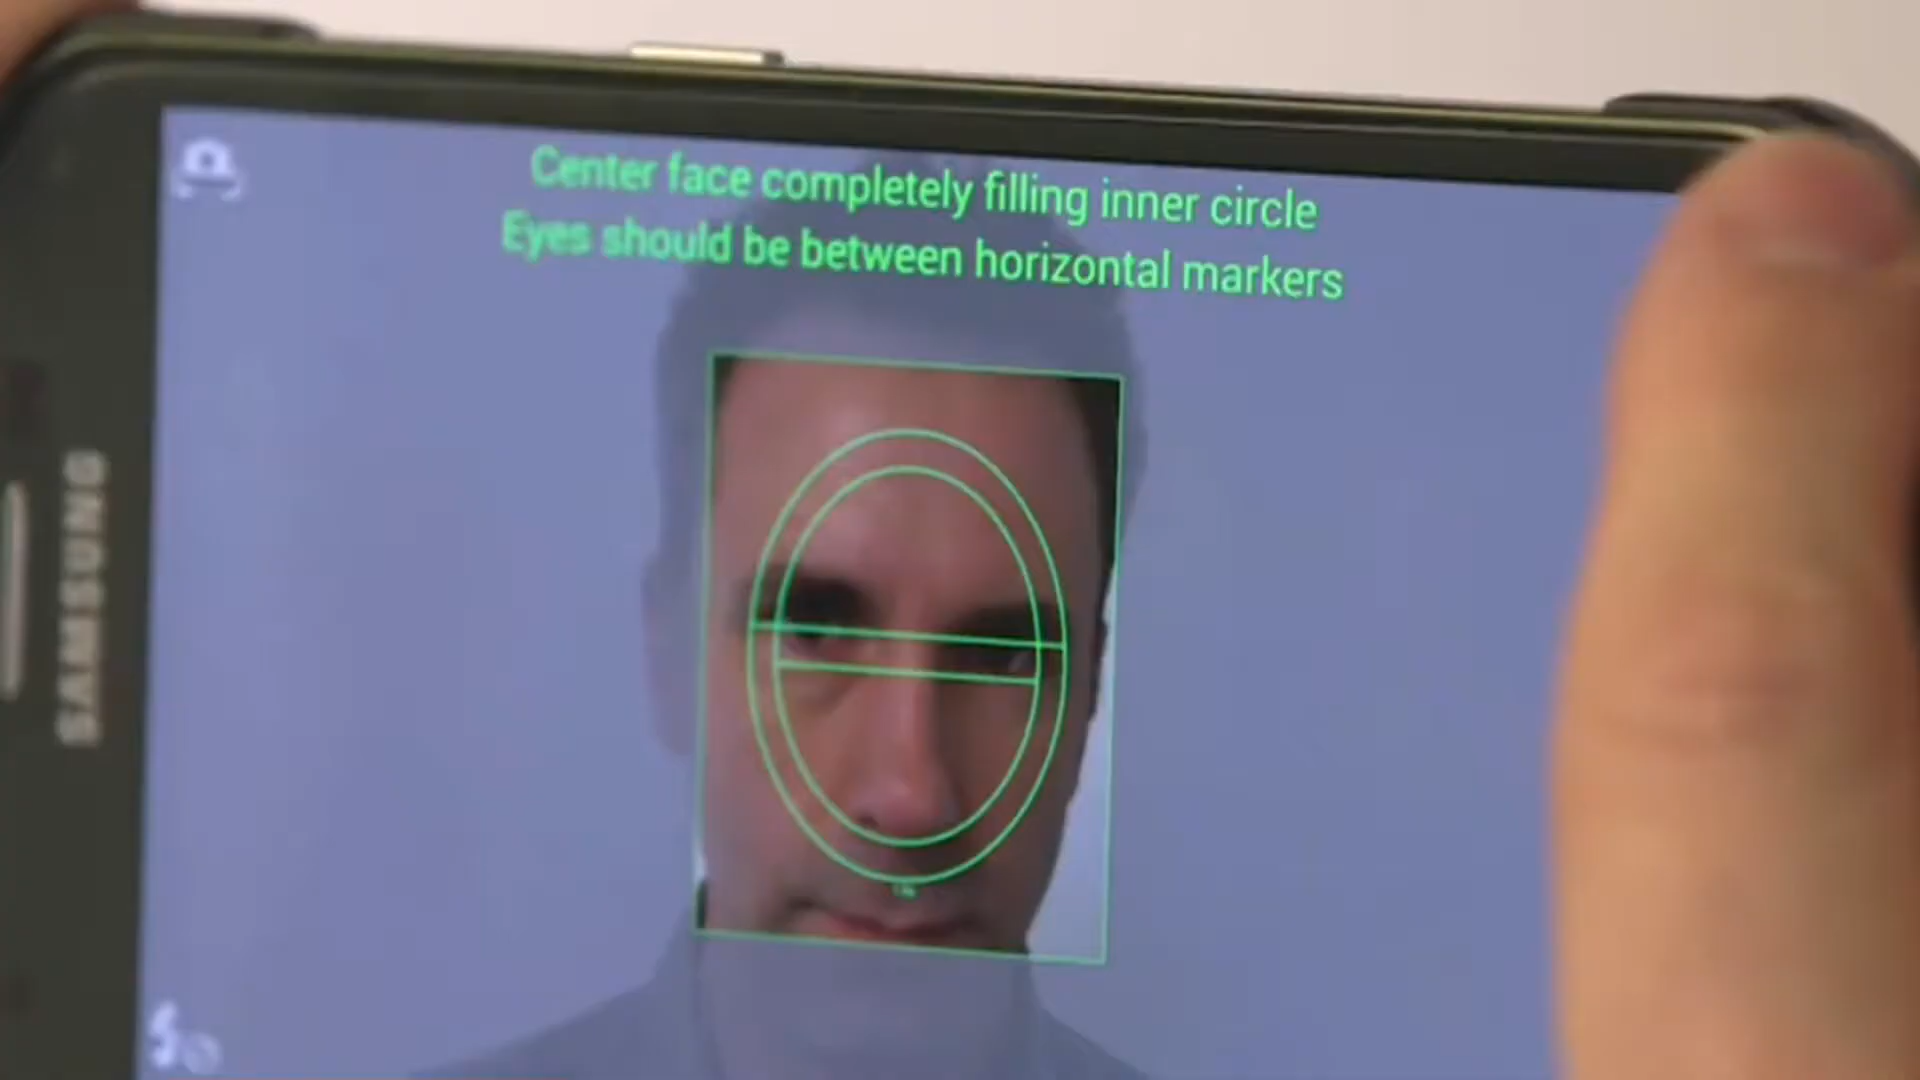 Center face completely filling inner circle
Eyes should be between horizontal markers
SAMSUNG